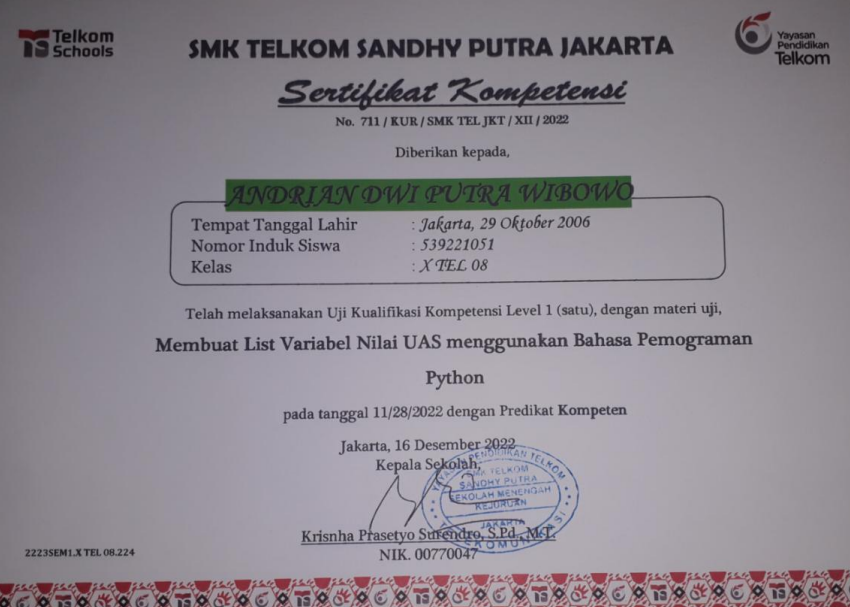 Telkom
Schools
Yayasan
Pendidikan
Telkom
SMK TELKOM SANDHY PUTRA JAKARTA
Sertifikat Kompetensi
No. 711 / KUR / SMK TEL JKT / XII / 2022
Diberikan kepada,
ANDRIAN DWI PUTRA WIBOWO
Tempat Tanggal Lahir : Jakarta, 29 Oktober 2006
Nomor Induk Siswa : 539221051
Kelas : X TEL 08
Telah melaksanakan Uji Kualifikasi Kompetensi Level 1 (satu), dengan materi uji,
Membuat List Variabel Nilai UAS menggunakan Bahasa Pemograman
Python
pada tanggal 11/28/2022 dengan Predikat Kompeten
Jakarta, 16 Desember 2022
Kepala Sekolah,
YAYASAN PENDIDIKAN TELKOM
SMK TELKOM
SANDHY PUTRA
SEKOLAH MENENGAH
KEJURUAN
JAKARTA
TELEKOMUNIKASI
Krisnha Prasetyo Surendro, S.Pd., M.T.
NIK. 00770047
2223SEM1.X TEL 08.224